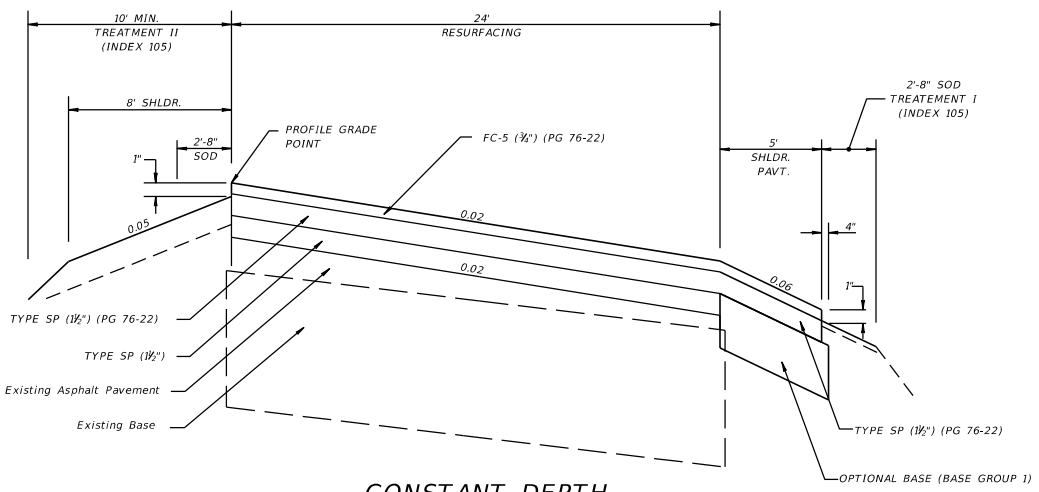 10' MIN.
TREATMENT II
(INDEX 105)
24'
RESURFACING
2'-8" SOD
TREATEMENT I
(INDEX 105)
8' SHLDR.
2'-8"
SOD
1"
PROFILE GRADE
POINT
FC-5 (¾") (PG 76-22)
5'
SHLDR.
PAVT.
0.05
0.02
4"
0.02
0.06
1"
TYPE SP (1½") (PG 76-22)
TYPE SP (1½")
Existing Asphalt Pavement
Existing Base
TYPE SP (1½") (PG 76-22)
OPTIONAL BASE (BASE GROUP 1)
CONSTANT DEPTH